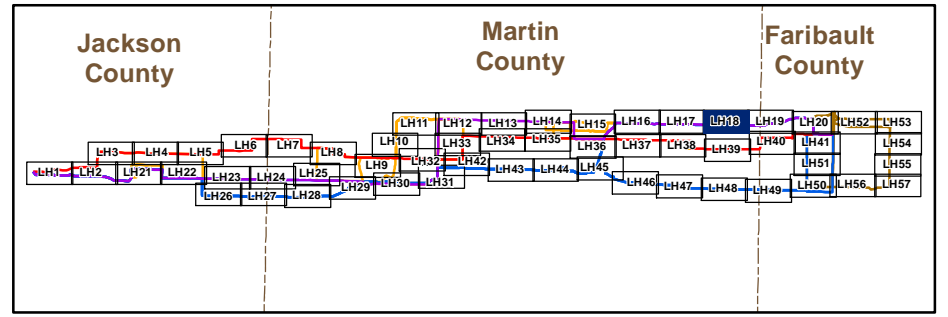 Jackson
County
Martin
County
Faribault
County
LH11 LH12 LH13 LH14 LH15 LH16 LH17 LH18 LH19 LH20 LH52 LH53
LH3 LH4 LH5 LH6 LH7 LH8 LH10 LH33 LH34 LH35 LH36 LH37 LH38 LH39 LH40 LH41 LH54
LH1 LH2 LH21 LH22 LH23 LH24 LH25 LH9 LH32 LH42 LH43 LH44 LH45 LH51 LH55
LH26 LH27 LH28 LH29 LH30 LH31 LH46 LH47 LH48 LH49 LH50 LH56 LH57